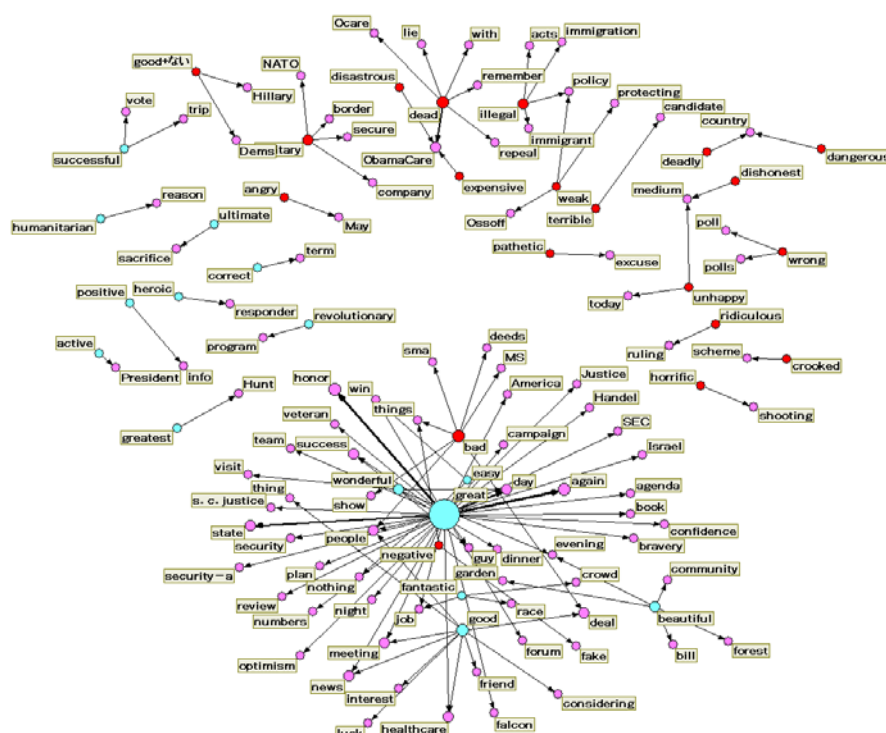 Ocare
lie
with
acts
immigration
good+ない
NATO
disastrous
remember
policy
vote
Hillary
protecting
candidate
trip
border
dead
illegal
country
secure
successful
Dems
ObamaCare
repeal
immigrant
deadly
dangerous
company
expensive
weak
medium
dishonest
reason
angry
Ossoff
terrible
poll
humanitarian
ultimate
May
pathetic
polls
wrong
sacrifice
correct
term
excuse
positive
heroic
today
unhappy
responder
revolutionary
ridiculous
active
program
deeds
ruling
scheme
President
info
sma
MS
crooked
honor
win
America
Justice
horrific
Hunt
things
Handel
shooting
greatest
veteran
campaign
SEC
team
success
bad
Israel
visit
wonderful
easy
day
again
thing
great
agenda
s. c. justice
show
book
state
people
confidence
security
negative
guy
dinner
evening
bravery
security-a
plan
garden
crowd
community
nothing
fantastic
review
night
race
numbers
job
good
deal
beautiful
meeting
forum
fake
bill
forest
optimism
news
interest
friend
considering
healthcare
falcon